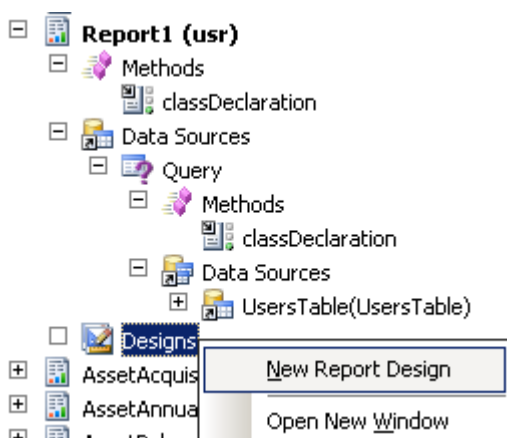 Report1 (usr)
Methods
classDeclaration
Data Sources
Query
Methods
classDeclaration
Data Sources
UsersTable(UsersTable)
Designs
New Report Design
AssetAcquis
AssetAnnua
Open New Window